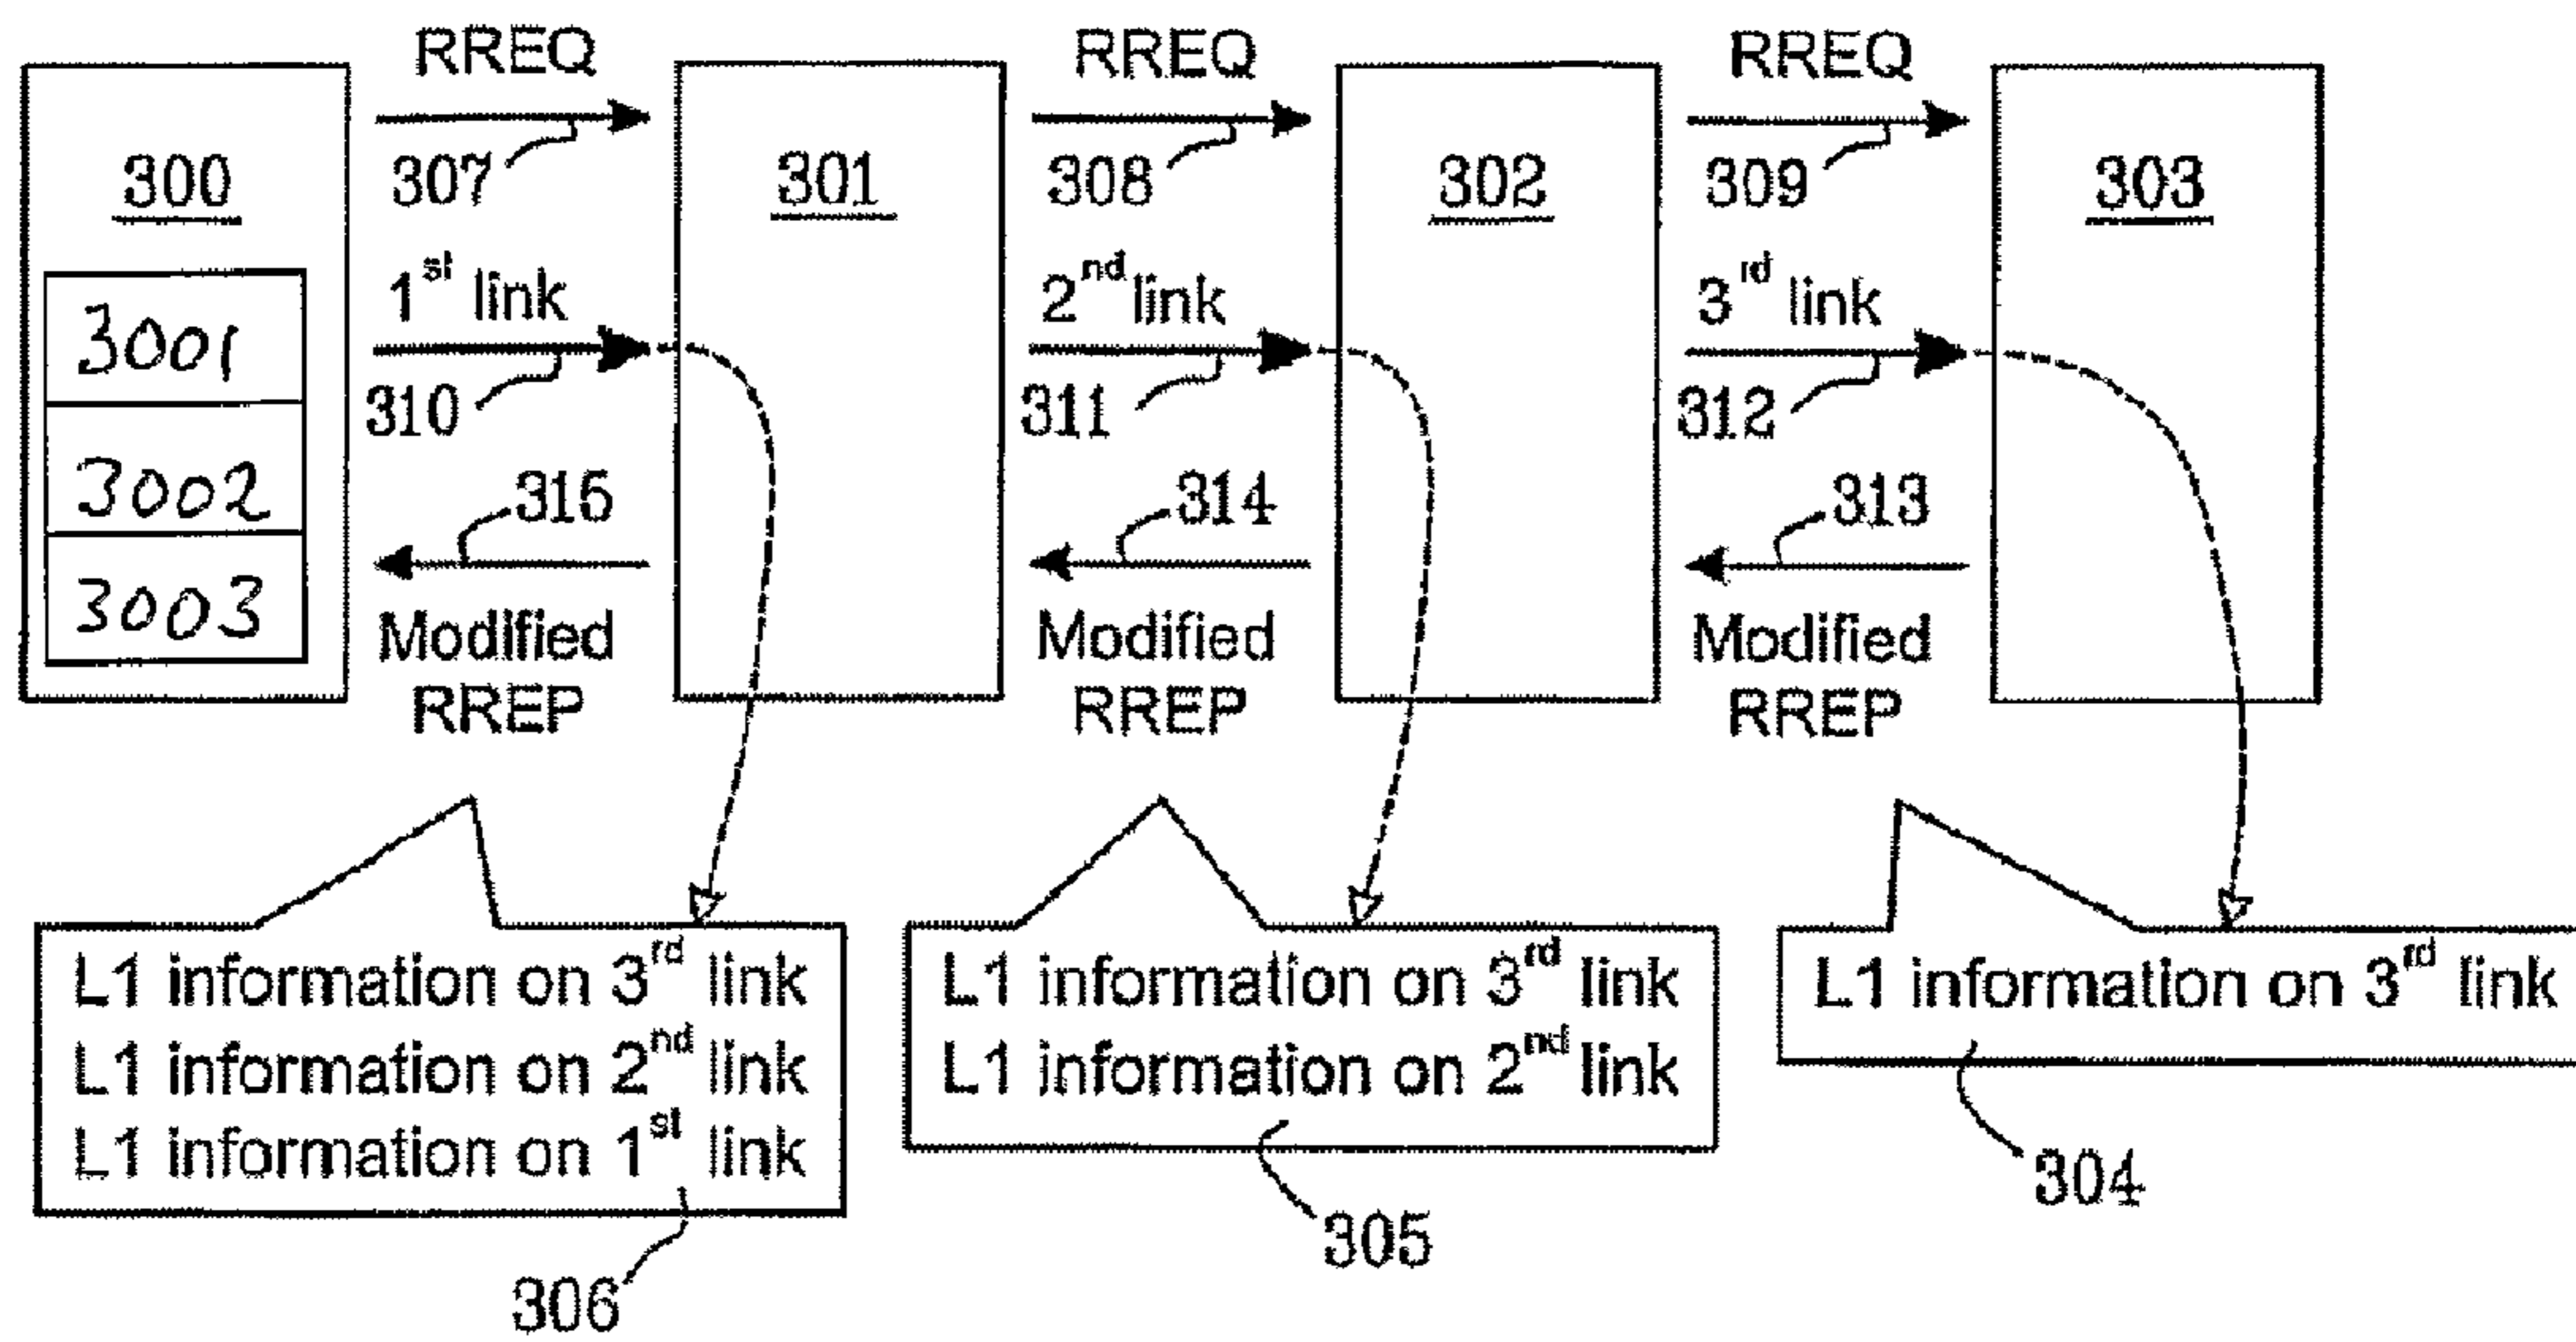 RREQ RREQ RREQ
300 307 301 308 302 309 303
1st link 2nd link 3rd link
3001
310 311 312
3002 315 314 313
3003
Modified Modified Modified
RREP RREP RREP
L1 information on 3rd link
L1 information on 2nd link
L1 information on 1st link
306
L1 information on 3rd link
L1 information on 2nd link
305
L1 information on 3rd link
304